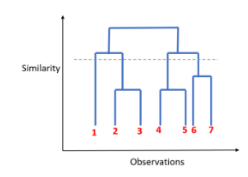 Similarity
1 2 3 4 5 6 7
Observations